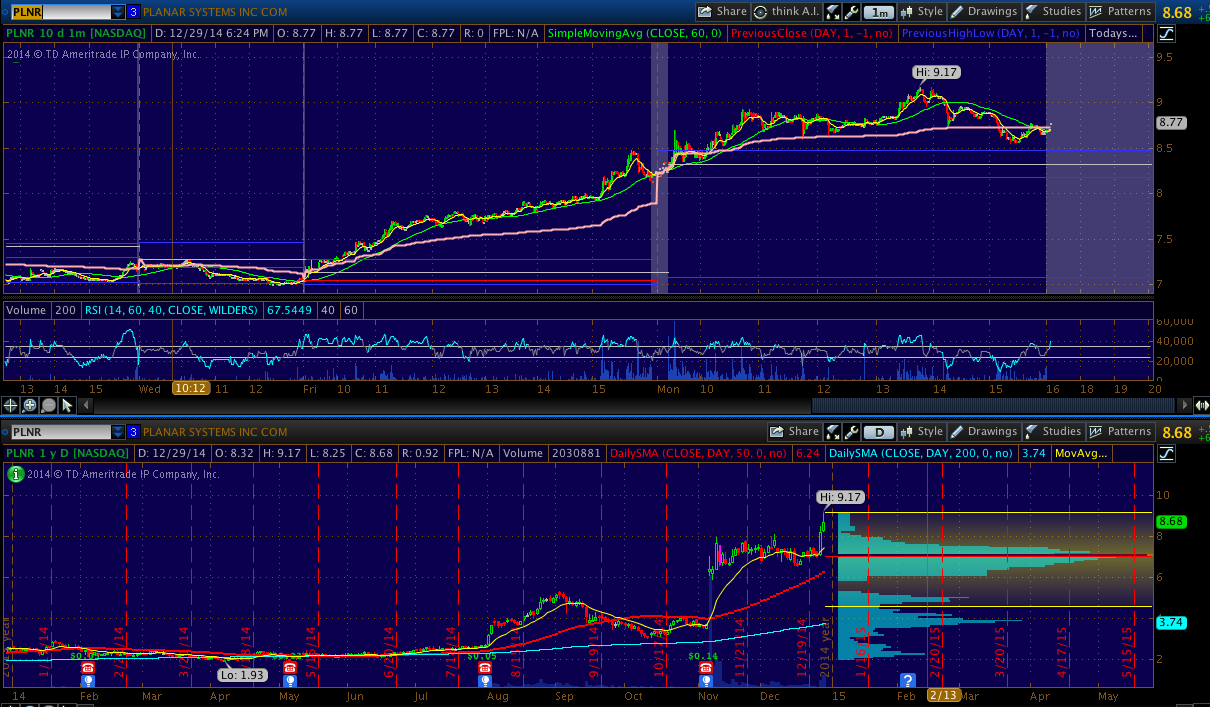 PLNR 3 PLANAR SYSTEMS INC COM Share think A.I. 1m Style Drawings Studies Patterns 8.68
PLNR 10 d 1m [NASDAQ] D: 12/29/14 6:24 PM O: 8.77 H: 8.77 L: 8.77 C: 8.77 R: 0 FPL: N/A SimpleMovingAvg (CLOSE, 60, 0) PreviousClose (DAY, 1, -1, no) PreviousHighLow (DAY, 1, -1, no) Todays...
2014 © TD Ameritrade IP Company, Inc.
9.5
Hi: 9.17
9
8.77
8.5
8
7.5
7
Volume 200 RSI (14, 60, 40, CLOSE, WILDERS) 67.5449 40 60
60,000
40,000
20,000
0
13 14 15 Wed 10:12 11 12 Fri 10 11 12 13 14 15 Mon 10 11 12 13 14 15 16 18 19 20
PLNR 3 PLANAR SYSTEMS INC COM Share D Style Drawings Studies Patterns 8.68
PLNR 1 y D [NASDAQ] D: 12/29/14 O: 8.32 H: 9.17 L: 8.25 C: 8.68 R: 0.92 FPL: N/A Volume 2030881 DailySMA (CLOSE, DAY, 50, 0, no) 6.24 DailySMA (CLOSE, DAY, 200, 0, no) 3.74 MovAvg...
i 2014 © TD Ameritrade IP Company, Inc.
Hi: 9.17
10
8.68
8
6
4
3.74
2
year 1/17/14 2/20/14 3/21/14 5/15/14 6/20/14 8/15/14 9/19/14 11/21/14 12/19/14 2014 year 1/16/15 2/20/15 3/20/15 4/17/15 5/15/15
$0.05 $0.14
Lo: 1.93
?
14 Feb Mar Apr May Jun Jul Aug Sep Oct Nov Dec 15 Feb 2/13 Mar Apr May